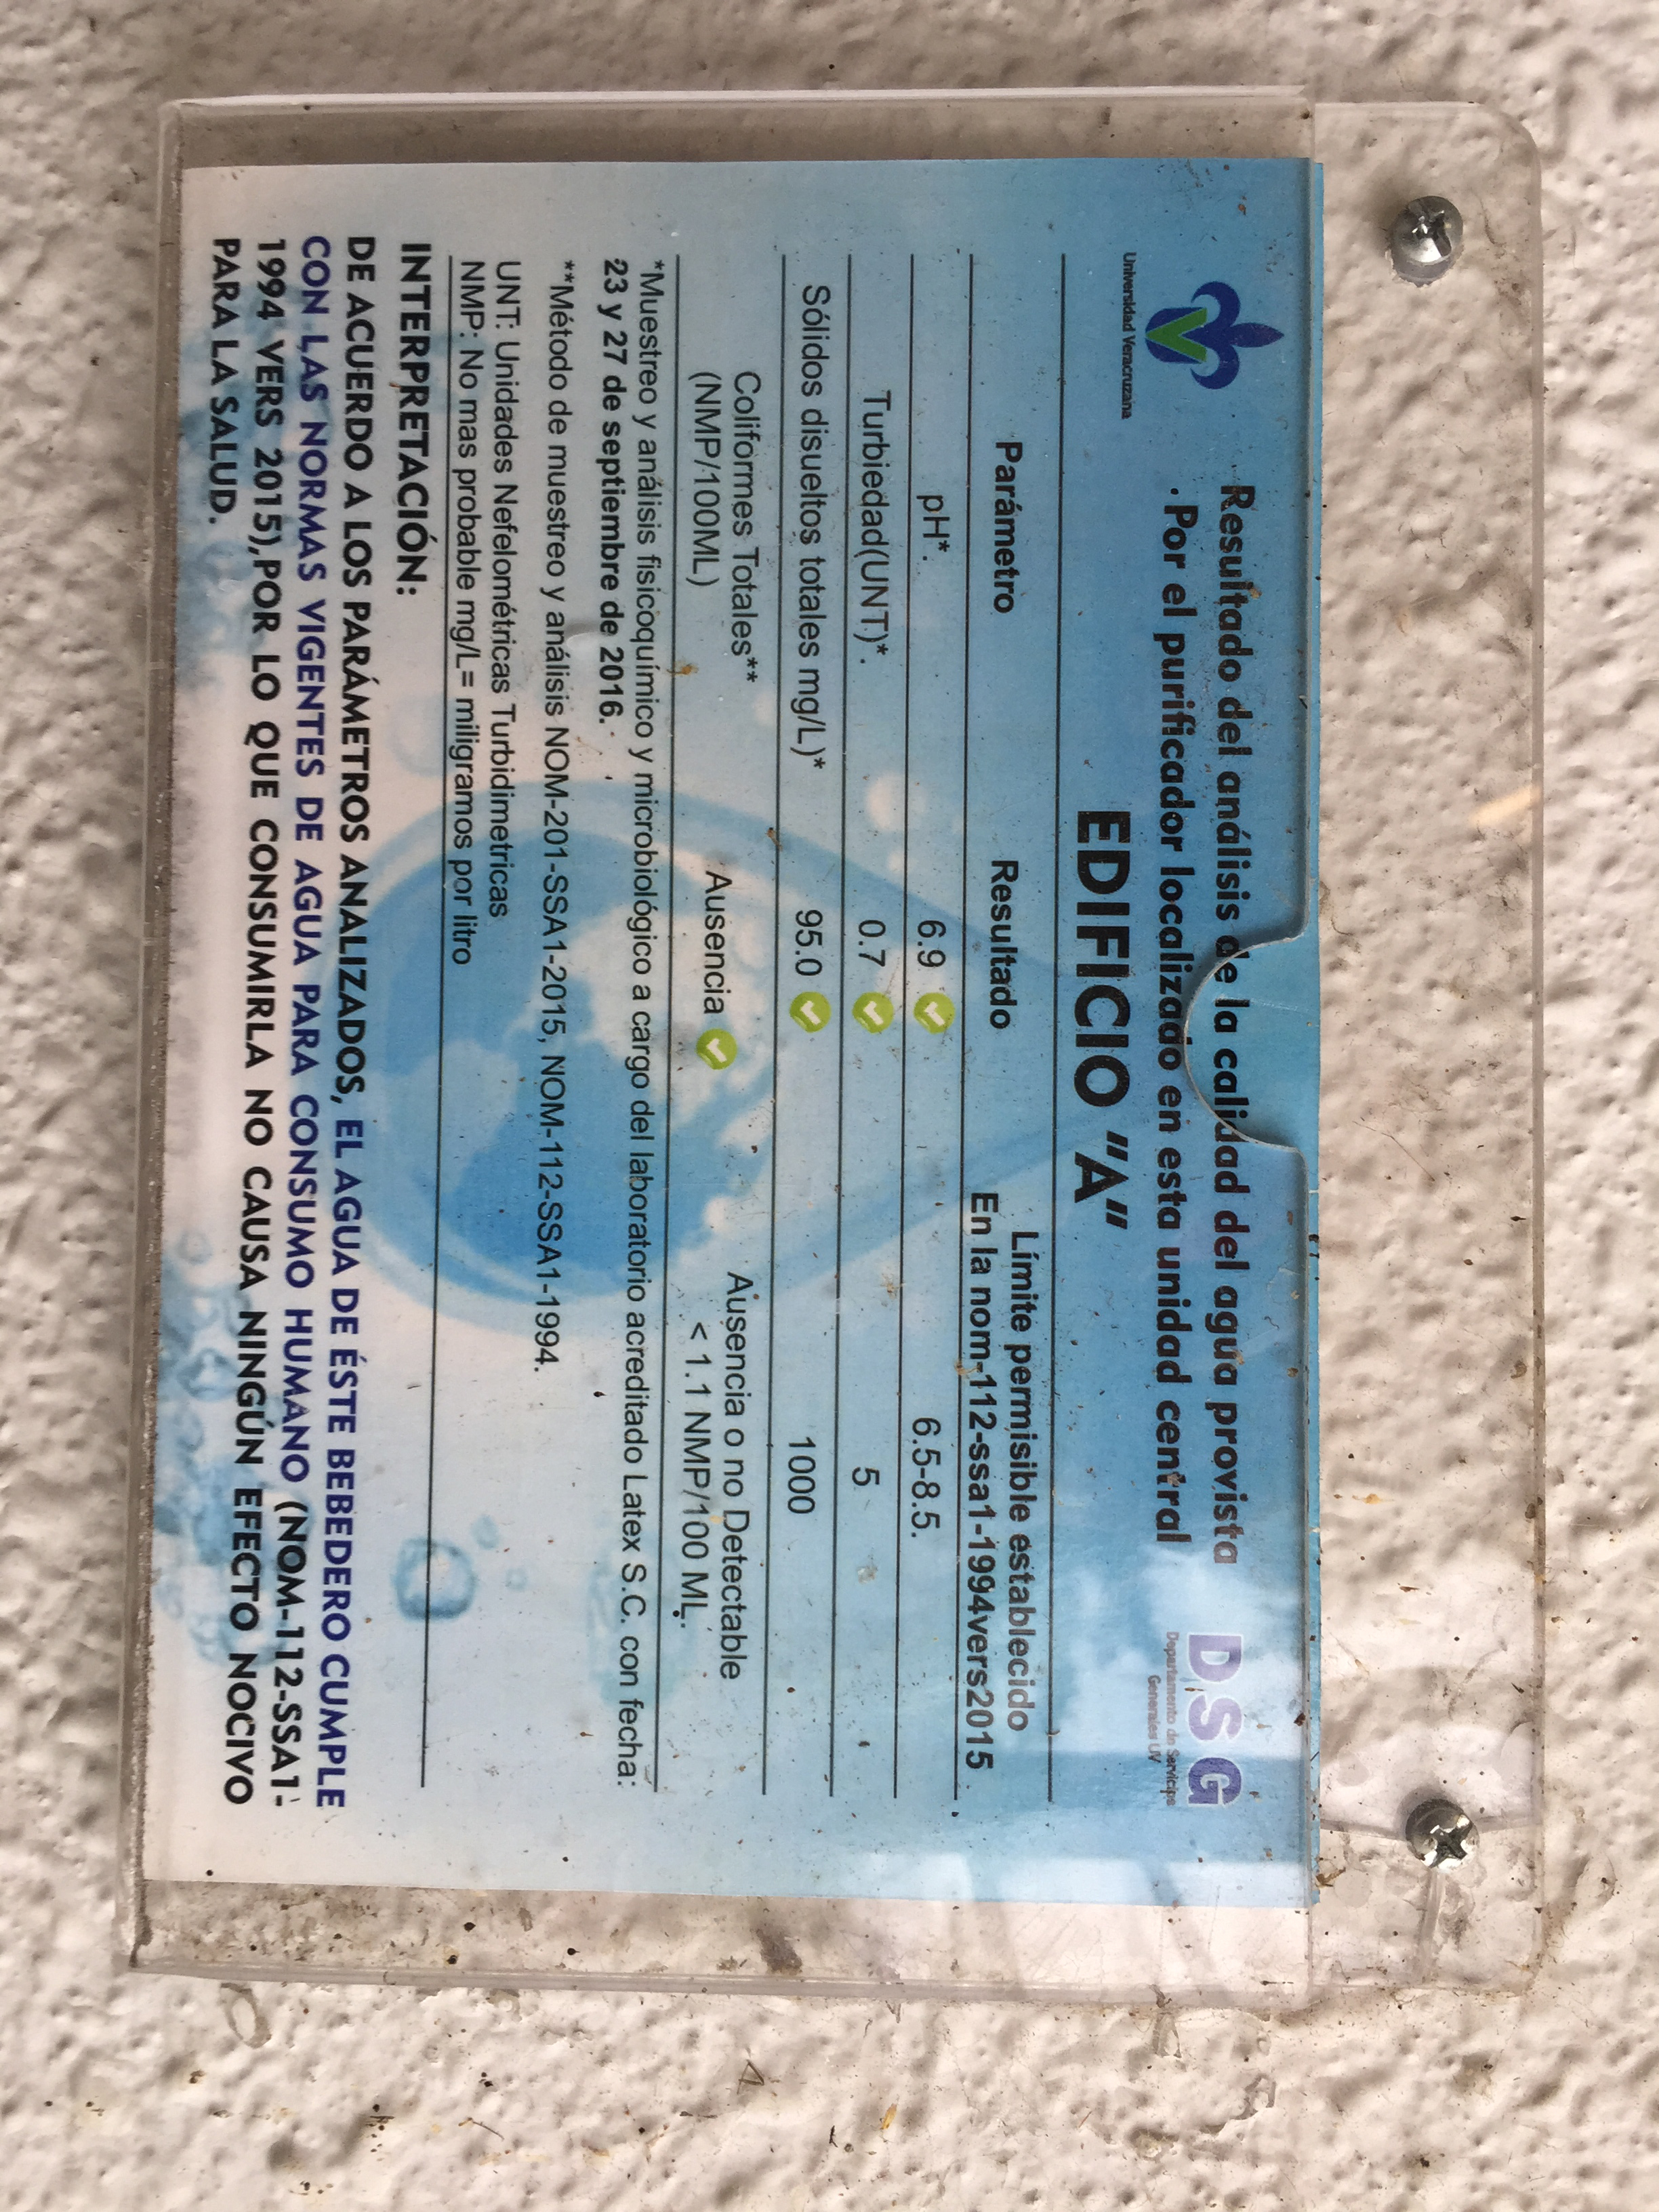 Universidad Veracruzana
Resultado del análisis de la calidad del agua provista
. Por el purificador localizado en esta unidad central
DSG
Departamento de Servicios
Generales UV
EDIFICIO "A"
Parámetro Resultado Límite permisible establecido
En la nom-112-ssa1-1994vers2015
pH*. 6.9 6.5-8.5.
Turbiedad(UNT)*. 0.7 5
Sólidos disueltos totales mg/L)* 95.0 1000
Coliformes Totales** Ausencia Ausencia o no Detectable
(NMP/100ML) < 1.1 NMP/100 ML.
*Muestreo y análisis fisicoquímico y microbiológico a cargo del laboratorio acreditado Latex S.C. con fecha:
23 y 27 de septiembre de 2016.
**Método de muestreo y análisis NOM-201-SSA1-2015, NOM-112-SSA1-1994.
UNT: Unidades Nefelométricas Turbidimetricas
NMP: No mas probable mg/L= miligramos por litro
INTERPRETACIÓN:
DE ACUERDO A LOS PARÁMETROS ANALIZADOS, EL AGUA DE ÉSTE BEBEDERO CUMPLE
CON LAS NORMAS VIGENTES DE AGUA PARA CONSUMO HUMANO (NOM-112-SSA1-
1994 VERS 2015),POR LO QUE CONSUMIRLA NO CAUSA NINGÚN EFECTO NOCIVO
PARA LA SALUD.